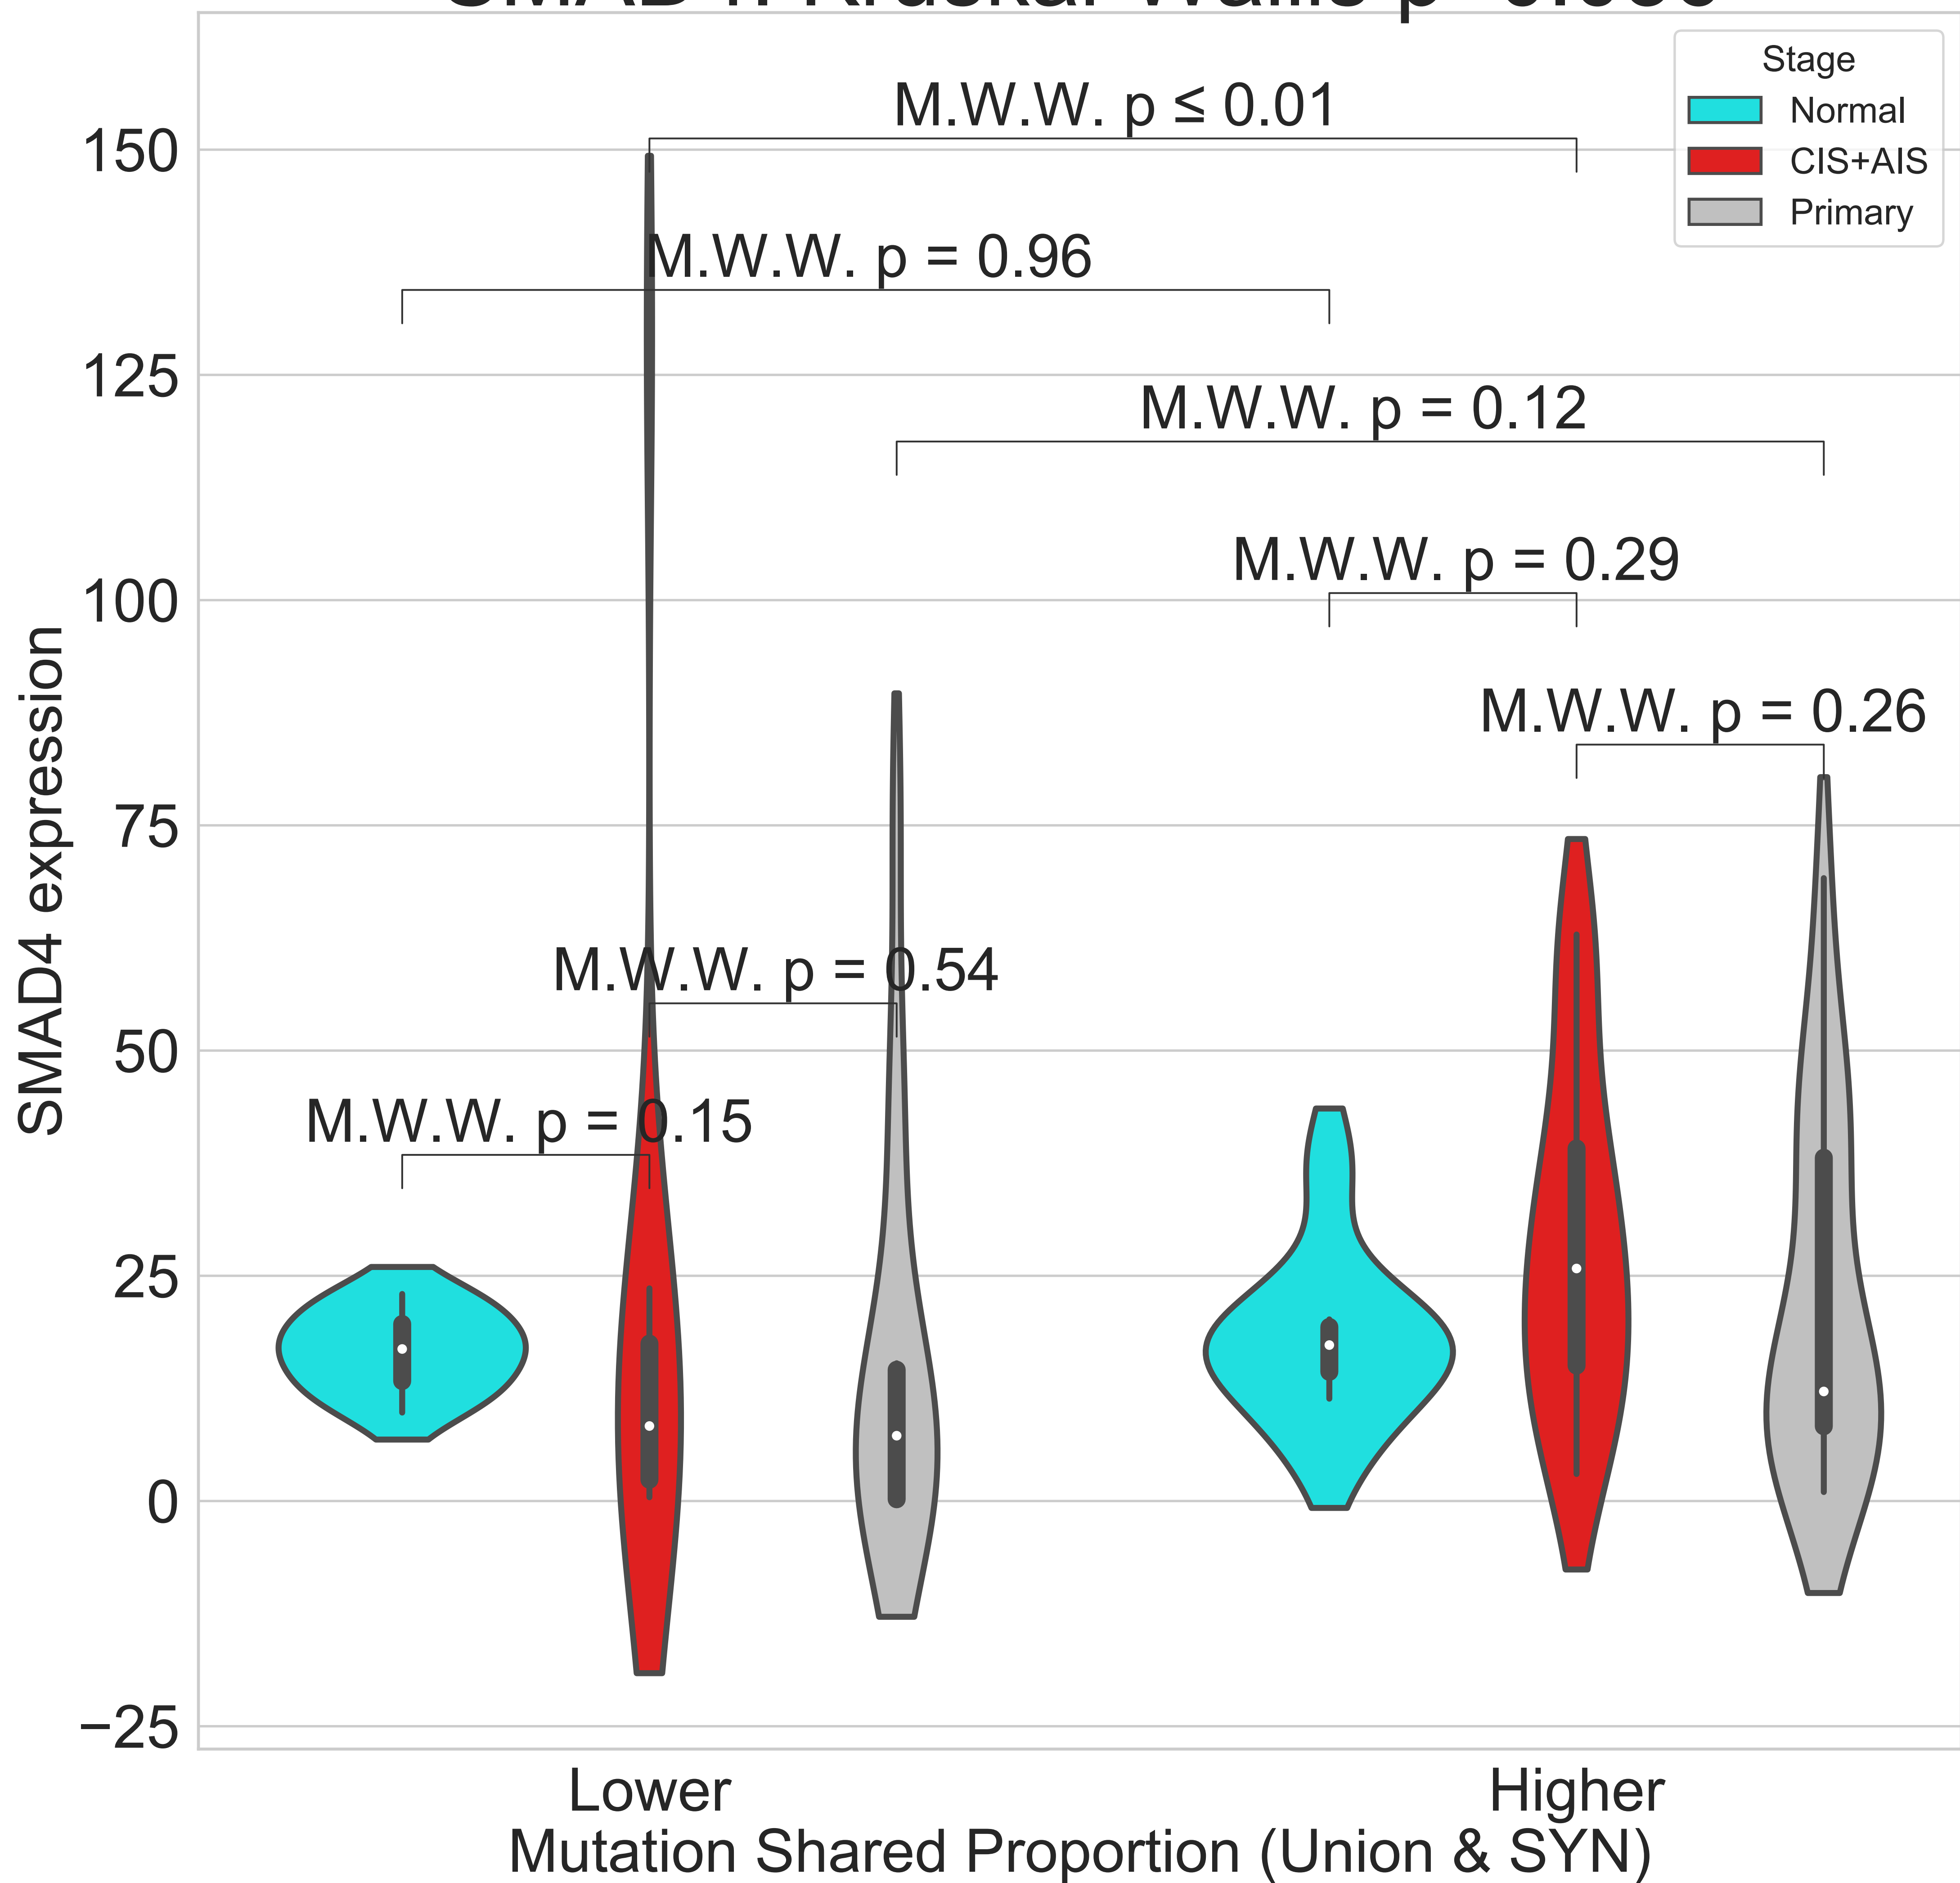 Stage
Normal
CIS+AIS
Primary
M.W.W. p ≤ 0.01
M.W.W. p = 0.96
M.W.W. p = 0.12
M.W.W. p = 0.29
M.W.W. p = 0.26
M.W.W. p = 0.54
M.W.W. p = 0.15
150
125
100
75
50
25
0
−25
SMAD4 expression
Lower
Higher
Mutation Shared Proportion (Union & SYN)